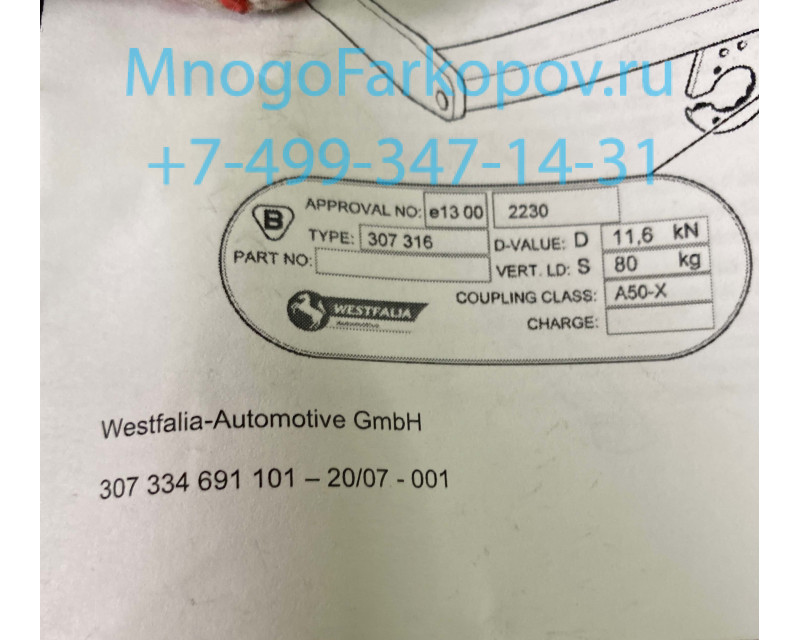 MnogoFarkopov.ru
+7-499-347-14-31
B
APPROVAL NO: e13 00 2230
TYPE: 307 316
PART NO:
D-VALUE: D 11,6 kN
VERT. LD: S 80 kg
COUPLING CLASS: A50-X
CHARGE:
WESTFALIA
Automotive
Westfalia-Automotive GmbH
307 334 691 101 – 20/07 - 001